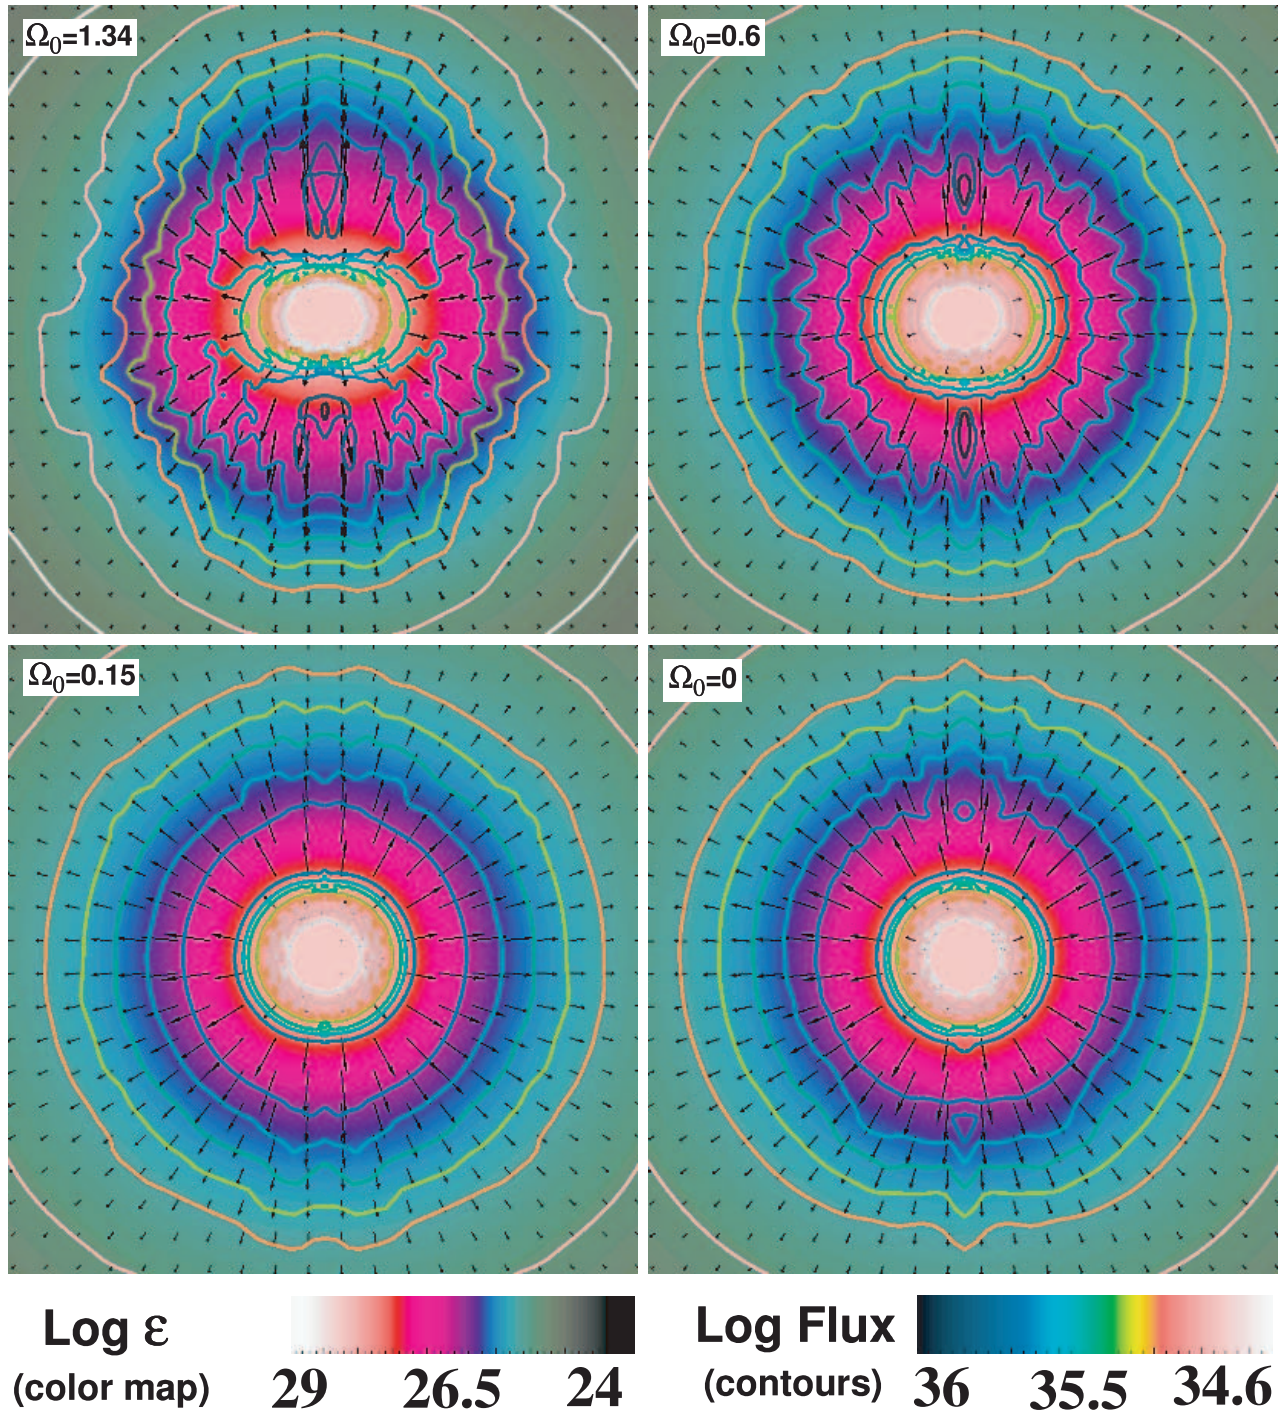 Ω₀=1.34
Ω₀=0.6
Ω₀=0.15
Ω₀=0
Log ε
(color map)
29 26.5 24
Log Flux
(contours)
36 35.5 34.6